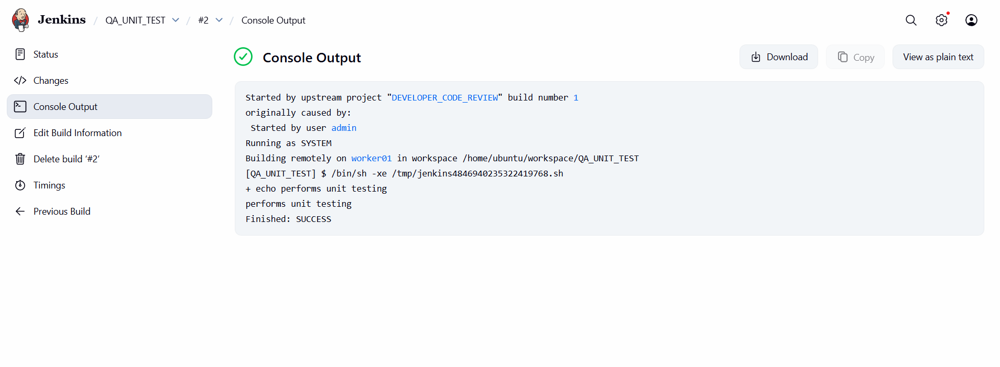 Jenkins / QA_UNIT_TEST / #2 / Console Output
Status
Changes
Console Output
Edit Build Information
Delete build ‘#2’
Timings
Previous Build
Console Output
Download
Copy
View as plain text
Started by upstream project "DEVELOPER_CODE_REVIEW" build number 1
originally caused by:
 Started by user admin
Running as SYSTEM
Building remotely on worker01 in workspace /home/ubuntu/workspace/QA_UNIT_TEST
[QA_UNIT_TEST] $ /bin/sh -xe /tmp/jenkins4846940235322419768.sh
+ echo performs unit testing
performs unit testing
Finished: SUCCESS